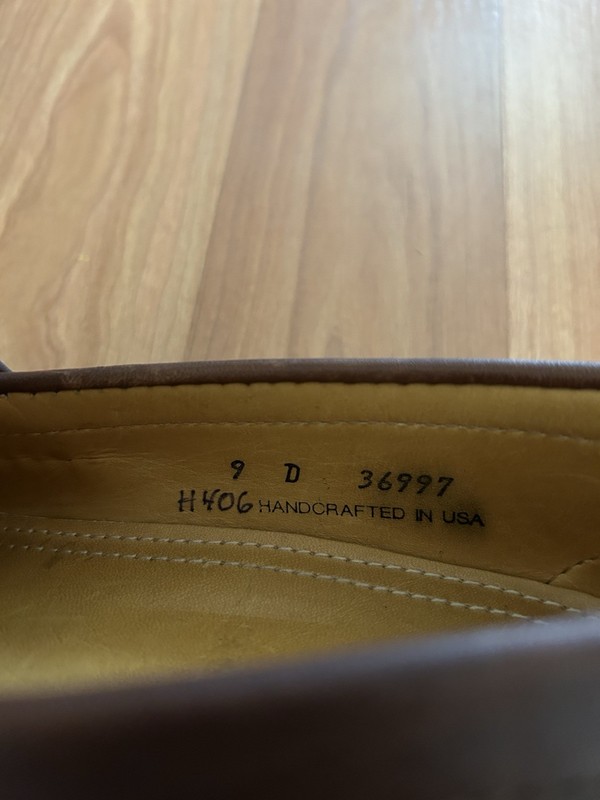 9 D 36997
H406 HANDCRAFTED IN USA